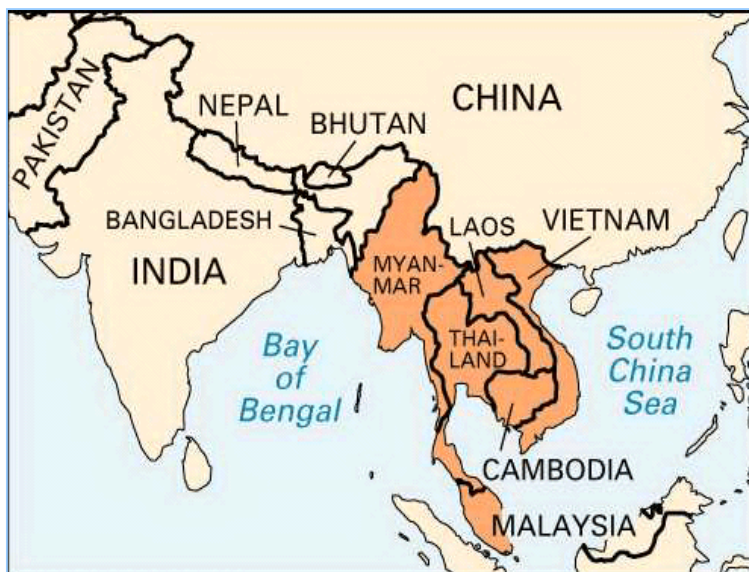 PAKISTAN
NEPAL
BHUTAN
CHINA
BANGLADESH
INDIA
MYAN-
MAR
LAOS
VIETNAM
THAI-
LAND
Bay
of
Bengal
South
China
Sea
CAMBODIA
MALAYSIA